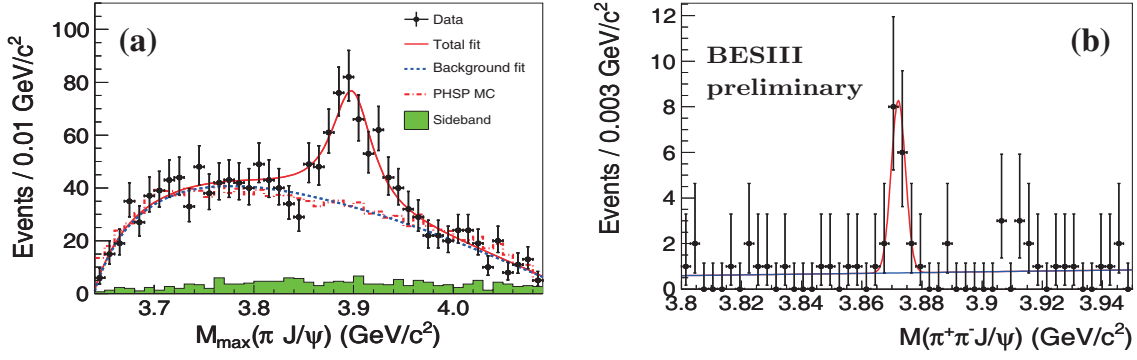 Events / 0.01 GeV/c²
100
80
60
40
20
0
(a)
Data
Total fit
Background fit
PHSP MC
Sideband
3.7
3.8
3.9
4.0
M_max(π J/ψ) (GeV/c²)
Events / 0.003 GeV/c²
12
10
8
6
4
2
0
BESIII
preliminary
(b)
3.8
3.82
3.84
3.86
3.88
3.9
3.92
3.94
M(π⁺π⁻J/ψ) (GeV/c²)